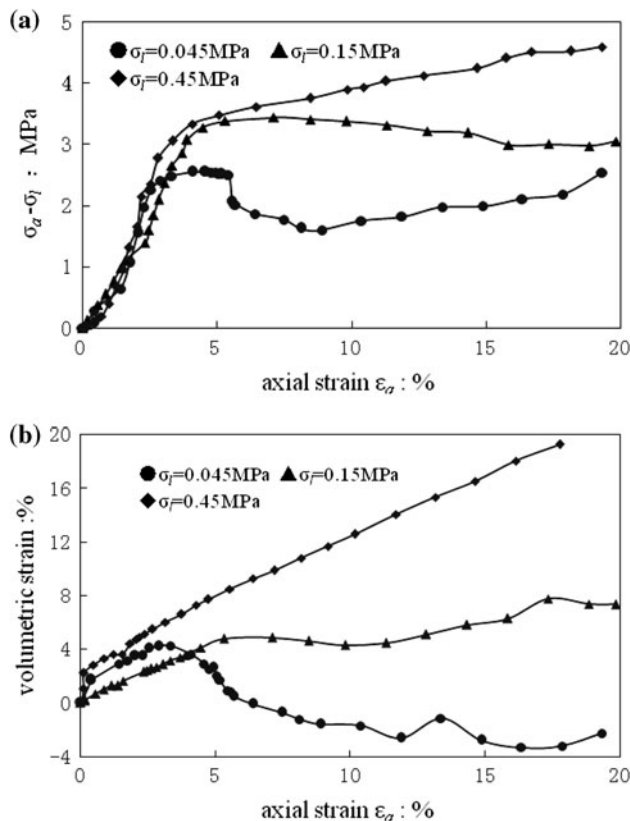 (a)
5
4
3
2
1
0
σₐ-σₗ : MPa
σₗ=0.045MPa σₗ=0.15MPa
σₗ=0.45MPa
0 5 10 15 20
axial strain εₐ : %
(b)
20
16
12
8
4
0
-4
volumetric strain :%
σₗ=0.045MPa σₗ=0.15MPa
σₗ=0.45MPa
0 5 10 15 20
axial strain εₐ : %